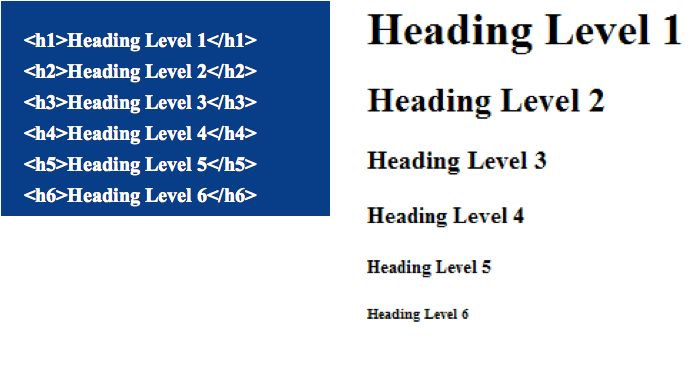 <h1>Heading Level 1</h1>
<h2>Heading Level 2</h2>
<h3>Heading Level 3</h3>
<h4>Heading Level 4</h4>
<h5>Heading Level 5</h5>
<h6>Heading Level 6</h6>
Heading Level 1
Heading Level 2
Heading Level 3
Heading Level 4
Heading Level 5
Heading Level 6